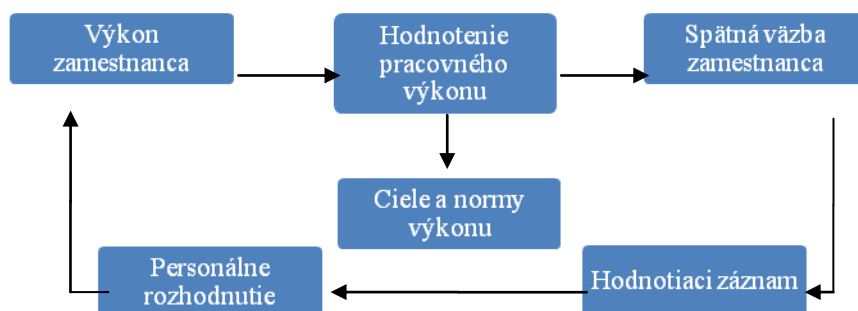 Výkon
zamestnanca
Hodnotenie
pracovného
výkonu
Spätná väzba
zamestnanca
Ciele a normy
výkonu
Personálne
rozhodnutie
Hodnotiaci záznam